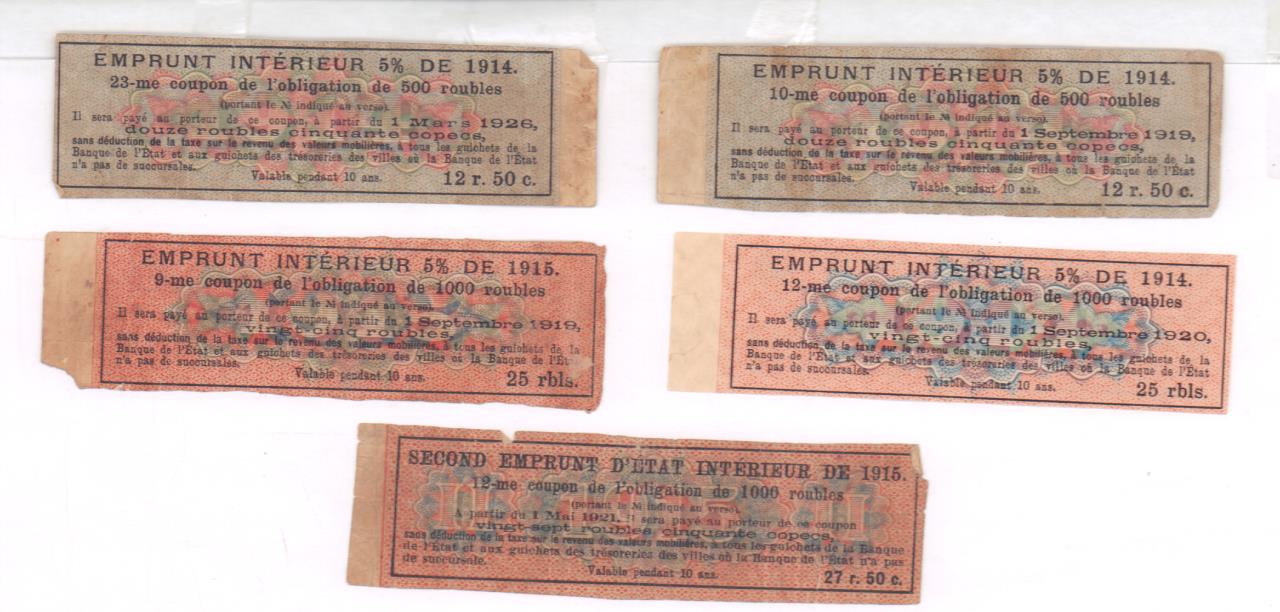 EMPRUNT INTÉRIEUR 5% DE 1914.
23-me coupon de l'obligation de 500 roubles
(portant le № indiqué au verso).
Il sera payé au porteur de ce coupon, à partir du 1 Mars 1926,
douze roubles cinquante copecs,
sans déduction de la taxe sur le revenu des valeurs mobilières, à tous les guichets de la
Banque de l'État et aux guichets des trésoreries des villes où la Banque de l'État
n'a pas de succursales.
Valable pendant 10 ans.
12 r. 50 c.
EMPRUNT INTÉRIEUR 5% DE 1914.
10-me coupon de l'obligation de 500 roubles
(portant le № indiqué au verso).
Il sera payé au porteur de ce coupon, à partir du 1 Septembre 1919,
douze roubles cinquante copecs,
sans déduction de la taxe sur le revenu des valeurs mobilières, à tous les guichets de la
Banque de l'État et aux guichets des trésoreries des villes où la Banque de l'État
n'a pas de succursales.
Valable pendant 10 ans.
12 r. 50 c.
EMPRUNT INTÉRIEUR 5% DE 1915.
9-me coupon de l'obligation de 1000 roubles
(portant le № indiqué au verso).
Il sera payé au porteur de ce coupon, à partir du 1 Septembre 1919,
vingt-cinq roubles,
sans déduction de la taxe sur le revenu des valeurs mobilières, à tous les guichets de la
Banque de l'État et aux guichets des trésoreries des villes où la Banque de l'Ét
n'a pas de succursales.
Valable pendant 10 ans.
25 rbls.
EMPRUNT INTÉRIEUR 5% DE 1914.
12-me coupon de l'obligation de 1000 roubles
(portant le № indiqué au verso).
Il sera payé au porteur de ce coupon, à partir du 1 Septembre 1920,
vingt-cinq roubles,
sans déduction de la taxe sur le revenu des valeurs mobilières, à tous les guichets de la
Banque de l'État et aux guichets des trésoreries des villes où la Banque de l'État
n'a pas de succursales.
Valable pendant 10 ans.
25 rbls.
SECOND EMPRUNT D'ÉTAT INTÉRIEUR DE 1915.
12-me coupon de l'obligation de 1000 roubles
(portant le № indiqué au verso).
A partir du 1 Mai 1921, il sera payé au porteur de ce coupon
vingt-sept roubles cinquante copecs,
sans déduction de la taxe sur le revenu des valeurs mobilières, à tous les guichets de la Banque
de l'État et aux guichets des trésoreries des villes où la Banque de l'État n'a pas
de succursale.
Valable pendant 10 ans.
27 r. 50 c.